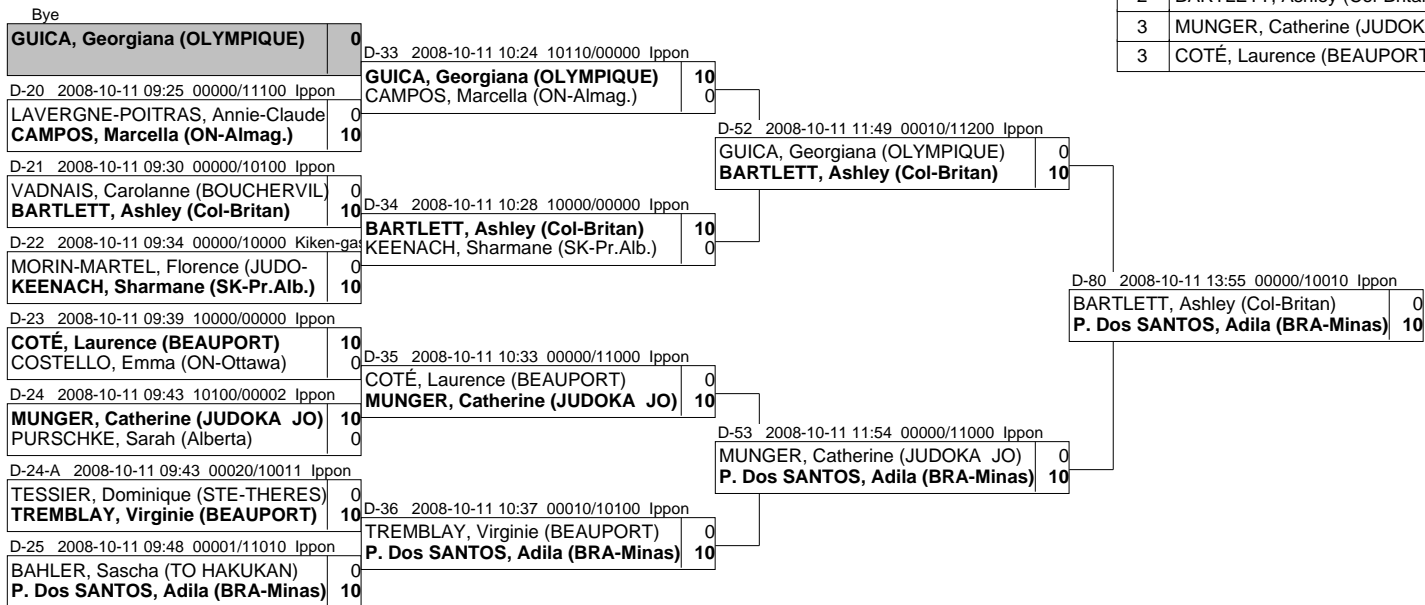 2 BARTLETT, Ashley (Col-Britan
3 MUNGER, Catherine (JUDOK
3 COTÉ, Laurence (BEAUPORT
Bye
GUICA, Georgiana (OLYMPIQUE) 0
D-20 2008-10-11 09:25 00000/11100 Ippon
LAVERGNE-POITRAS, Annie-Claude 0
CAMPOS, Marcella (ON-Almag.) 10
D-21 2008-10-11 09:30 00000/10100 Ippon
VADNAIS, Carolanne (BOUCHERVIL) 0
BARTLETT, Ashley (Col-Britan) 10
D-22 2008-10-11 09:34 00000/10000 Kiken-gas
MORIN-MARTEL, Florence (JUDO- 0
KEENACH, Sharmane (SK-Pr.Alb.) 10
D-23 2008-10-11 09:39 10000/00000 Ippon
COTÉ, Laurence (BEAUPORT) 10
COSTELLO, Emma (ON-Ottawa) 0
D-24 2008-10-11 09:43 10100/00002 Ippon
MUNGER, Catherine (JUDOKA JO) 10
PURSCHKE, Sarah (Alberta) 0
D-24-A 2008-10-11 09:43 00020/10011 Ippon
TESSIER, Dominique (STE-THERES) 0
TREMBLAY, Virginie (BEAUPORT) 10
D-25 2008-10-11 09:48 00001/11010 Ippon
BAHLER, Sascha (TO HAKUKAN) 0
P. Dos SANTOS, Adila (BRA-Minas) 10
D-33 2008-10-11 10:24 10110/00000 Ippon
GUICA, Georgiana (OLYMPIQUE) 10
CAMPOS, Marcella (ON-Almag.) 0
D-34 2008-10-11 10:28 10000/00000 Ippon
BARTLETT, Ashley (Col-Britan) 10
KEENACH, Sharmane (SK-Pr.Alb.) 0
D-35 2008-10-11 10:33 00000/11000 Ippon
COTÉ, Laurence (BEAUPORT) 0
MUNGER, Catherine (JUDOKA JO) 10
D-36 2008-10-11 10:37 00010/10100 Ippon
TREMBLAY, Virginie (BEAUPORT) 0
P. Dos SANTOS, Adila (BRA-Minas) 10
D-52 2008-10-11 11:49 00010/11200 Ippon
GUICA, Georgiana (OLYMPIQUE) 0
BARTLETT, Ashley (Col-Britan) 10
D-53 2008-10-11 11:54 00000/11000 Ippon
MUNGER, Catherine (JUDOKA JO) 0
P. Dos SANTOS, Adila (BRA-Minas) 10
D-80 2008-10-11 13:55 00000/10010 Ippon
BARTLETT, Ashley (Col-Britan) 0
P. Dos SANTOS, Adila (BRA-Minas) 10